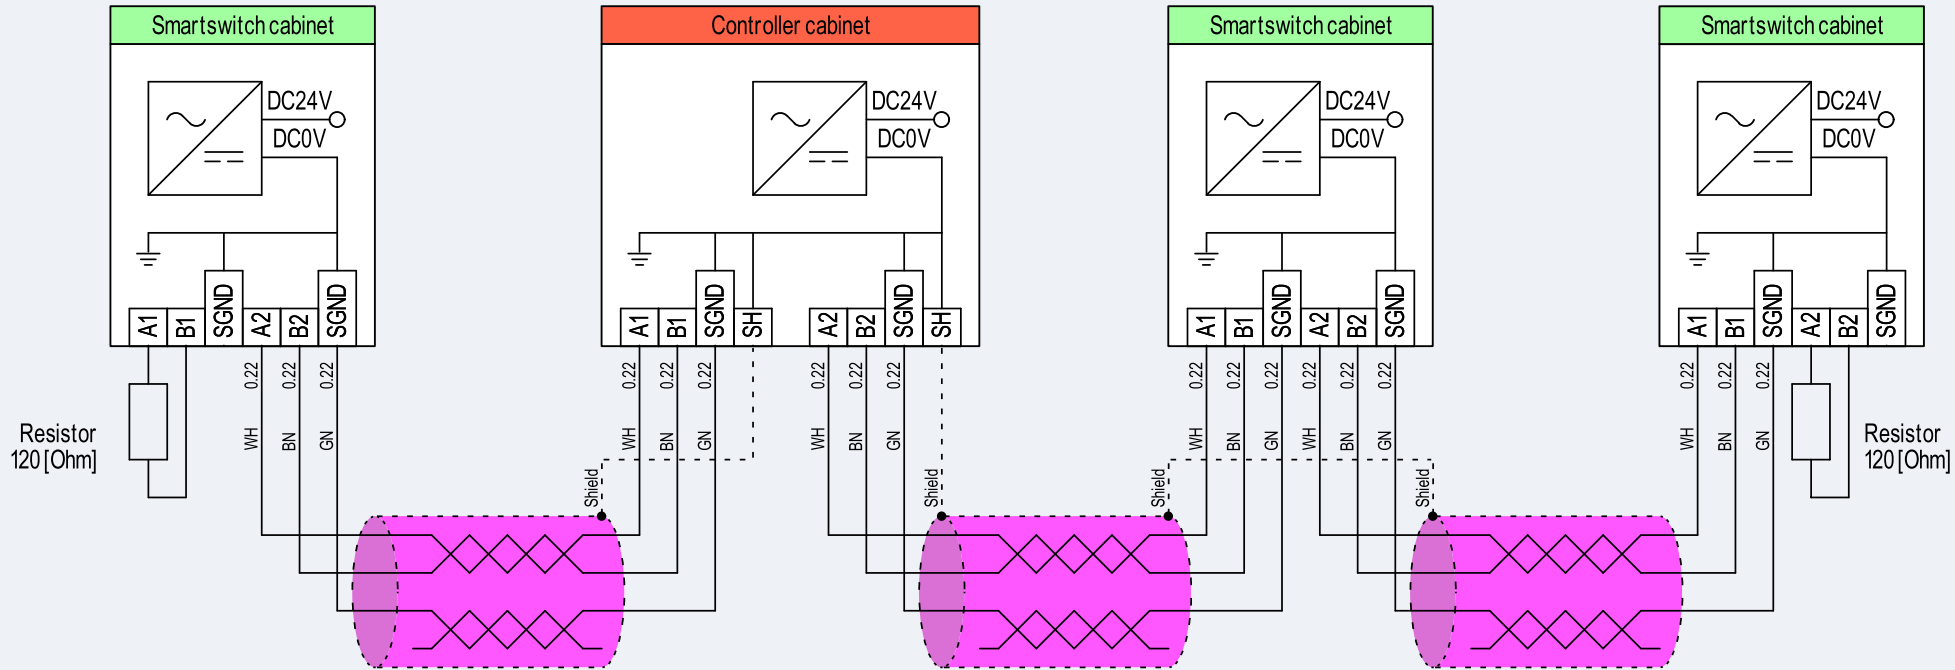 Smartswitch cabinet
Controller cabinet
Smartswitch cabinet
Smartswitch cabinet
DC24V
DC0V
DC24V
DC0V
DC24V
DC0V
DC24V
DC0V
A1 B1 SGND A2 B2 SGND
A1 B1 SGND SH A2 B2 SGND SH
A1 B1 SGND A2 B2 SGND
A1 B1 SGND A2 B2 SGND
0.22 0.22 0.22
0.22 0.22 0.22
0.22 0.22 0.22
0.22 0.22 0.22 0.22 0.22 0.22
0.22 0.22 0.22
WH BN GN
WH BN GN
WH BN GN
WH BN GN WH BN GN
WH BN GN
Resistor
120 [Ohm]
Resistor
120 [Ohm]
Shield
Shield
Shield
Shield